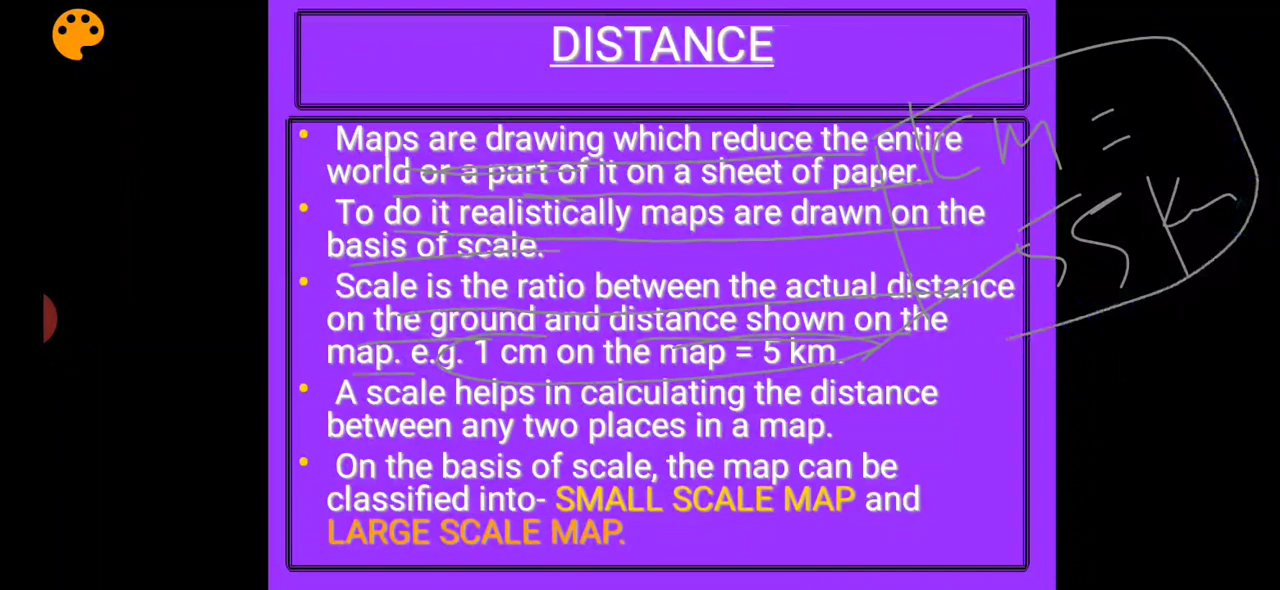 DISTANCE
• Maps are drawing which reduce the entire
world or a part of it on a sheet of paper.
• To do it realistically maps are drawn on the
basis of scale.
• Scale is the ratio between the actual distance
on the ground and distance shown on the
map. e.g. 1 cm on the map = 5 km.
• A scale helps in calculating the distance
between any two places in a map.
• On the basis of scale, the map can be
classified into- SMALL SCALE MAP and
LARGE SCALE MAP.
1cm =